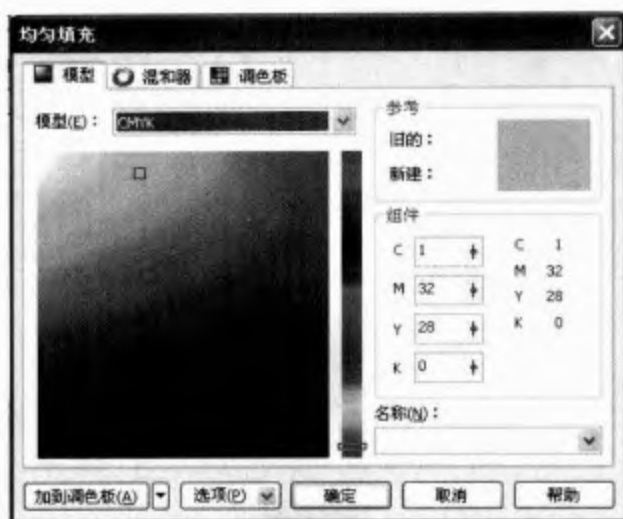 均匀填充
模型 混和器 调色板
模型(E)： CMYK
参考
旧的：
新建：
组件
C 1 C 1
M 32 M 32
Y 28 Y 28
K 0 K 0
名称(N)：
加到调色板(A) 选项(P) 确定 取消 帮助